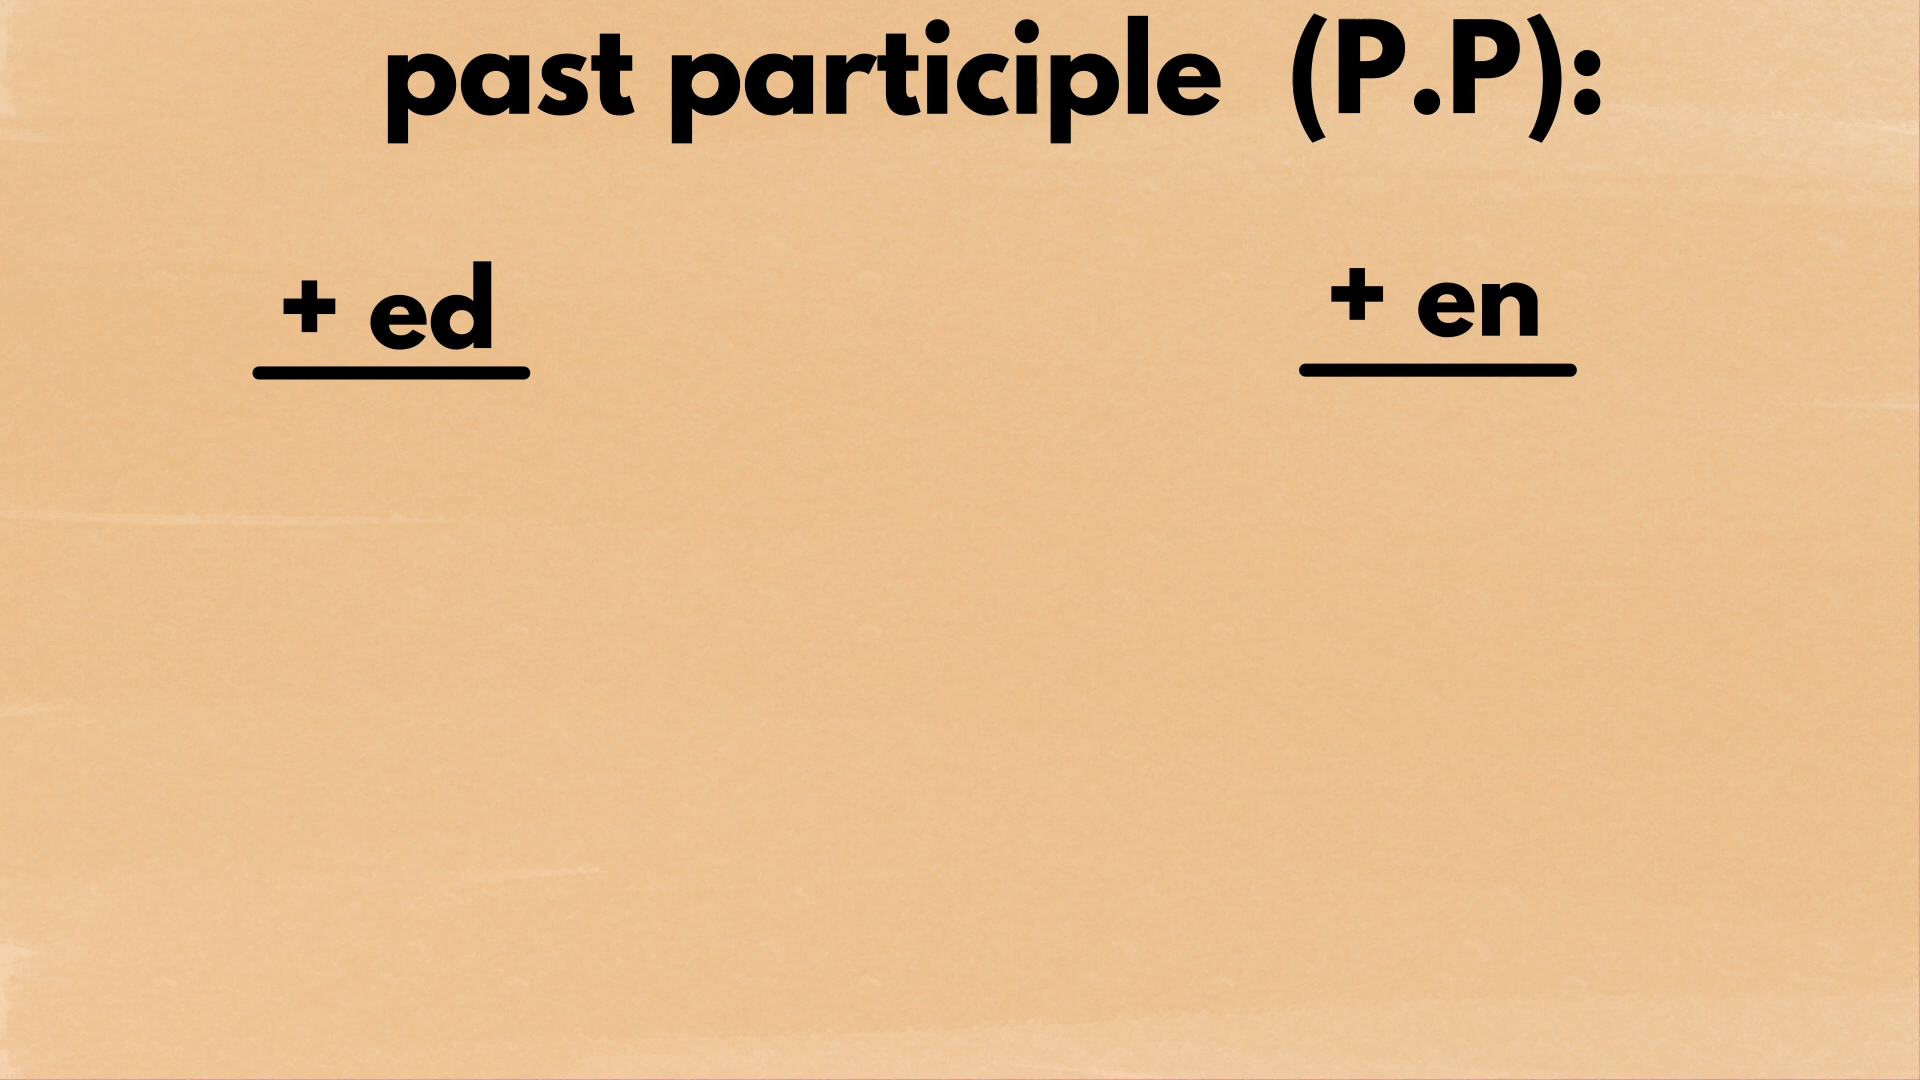 past participle (P.P):
+ ed
+ en